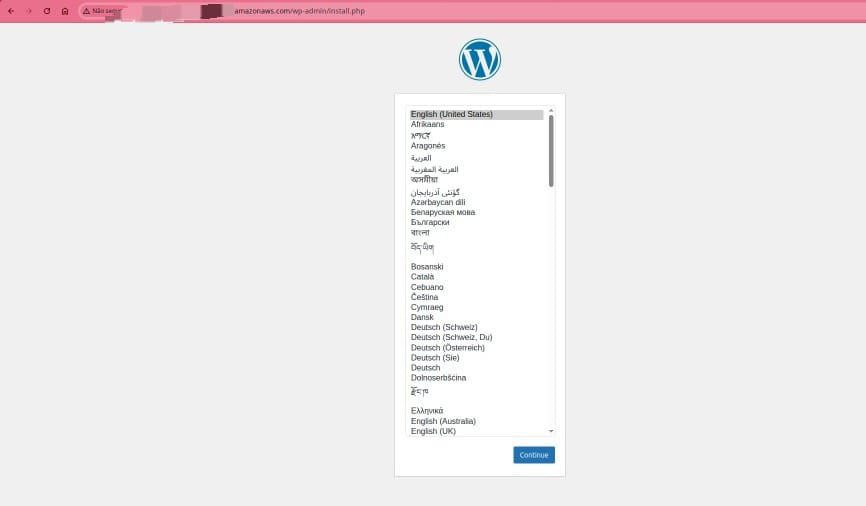 Não
amazonaws.com/wp-admin/install.php
English (United States)
Afrikaans
አማርኛ
Aragonés
العربية
العربية المغربية
অসমীয়া
گؤنئی آذربایجان
Azərbaycan dili
Беларуская мова
Български
বাংলা
བོད་ཡིག
Bosanski
Català
Cebuano
Čeština
Cymraeg
Dansk
Deutsch (Schweiz)
Deutsch (Schweiz, Du)
Deutsch (Österreich)
Deutsch (Sie)
Deutsch
Dolnoserbšćina
རྫོང་ཁ
Ελληνικά
English (Australia)
English (UK)
Continue